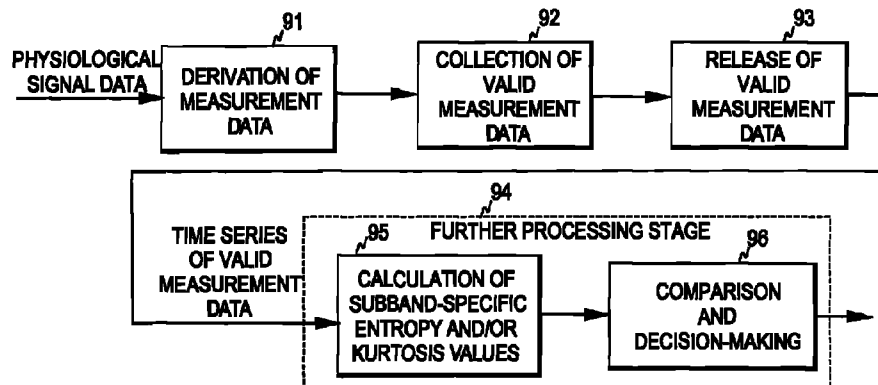 91
92
93
PHYSIOLOGICAL
SIGNAL DATA
DERIVATION OF
MEASUREMENT
DATA
COLLECTION OF
VALID
MEASUREMENT
DATA
RELEASE OF
VALID
MEASUREMENT
DATA
94
FURTHER PROCESSING STAGE
95
96
TIME SERIES
OF VALID
MEASUREMENT
DATA
CALCULATION OF
SUBBAND-SPECIFIC
ENTROPY AND/OR
KURTOSIS VALUES
COMPARISON
AND
DECISION-MAKING